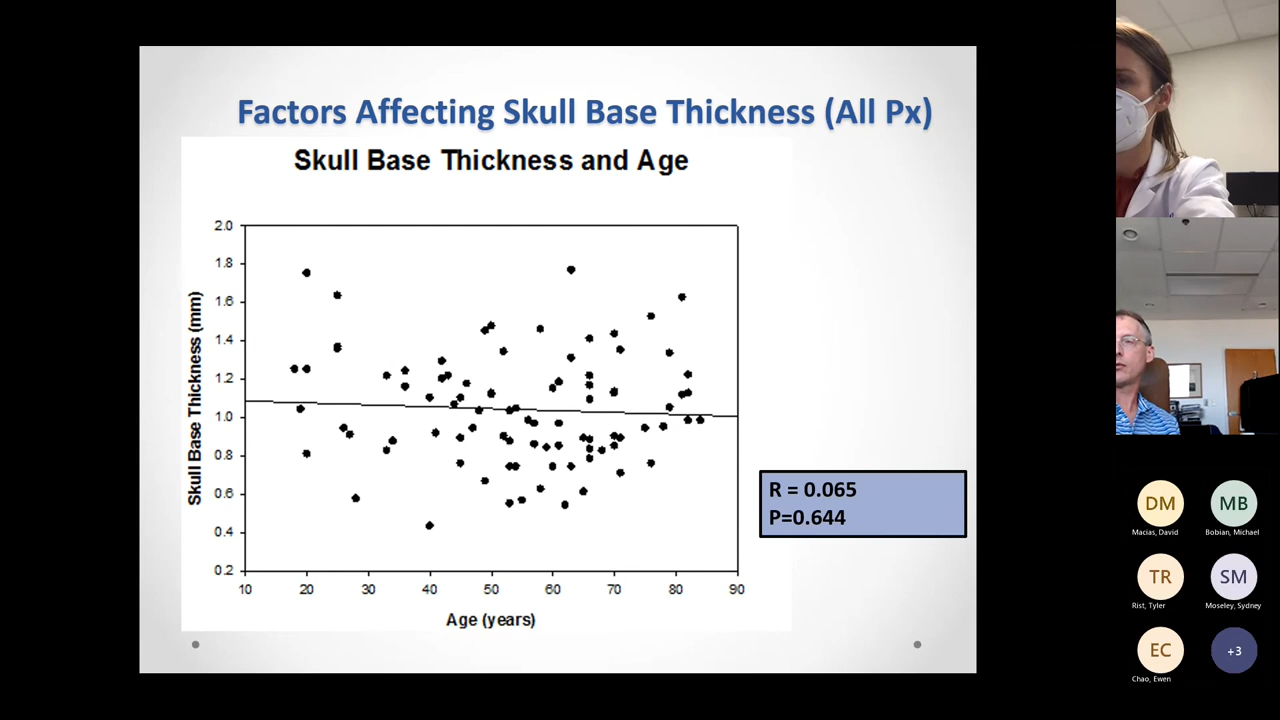 Factors Affecting Skull Base Thickness (All Px)
Skull Base Thickness and Age
Skull Base Thickness (mm)
2.0
1.8
1.6
1.4
1.2
1.0
0.8
0.6
0.4
0.2
10 20 30 40 50 60 70 80 90
Age (years)
R = 0.065
P=0.644
DM MB
Macias, David Bobian, Michael
TR SM
Rist, Tyler Moseley, Sydney
EC +3
Chao, Ewen